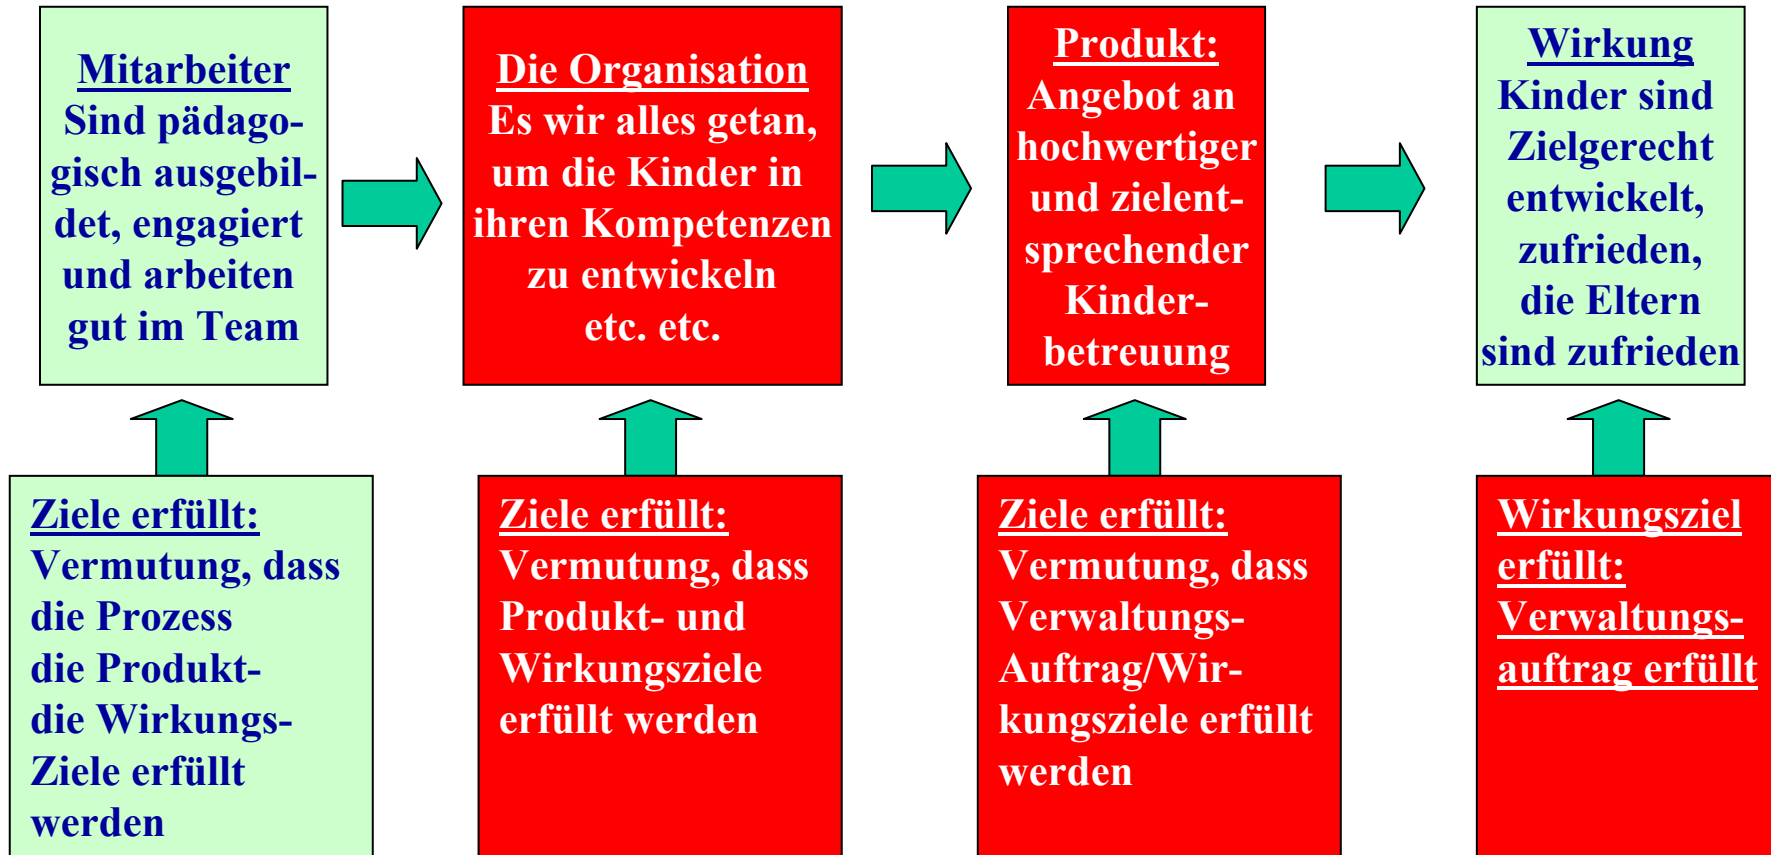 Mitarbeiter
Sind pädago-
gisch ausgebil-
det, engagiert
und arbeiten
gut im Team
Die Organisation
Es wir alles getan,
um die Kinder in
ihren Kompetenzen
zu entwickeln
etc. etc.
Produkt:
Angebot an
hochwertiger
und zielent-
sprechender
Kinder-
betreuung
Wirkung
Kinder sind
Zielgerecht
entwickelt,
zufrieden,
die Eltern
sind zufrieden
Ziele erfüllt:
Vermutung, dass
die Prozess
die Produkt-
die Wirkungs-
Ziele erfüllt
werden
Ziele erfüllt:
Vermutung, dass
Produkt- und
Wirkungsziele
erfüllt werden
Ziele erfüllt:
Vermutung, dass
Verwaltungs-
Auftrag/Wir-
kungsziele erfüllt
werden
Wirkungsziel
erfüllt:
Verwaltungs-
auftrag erfüllt